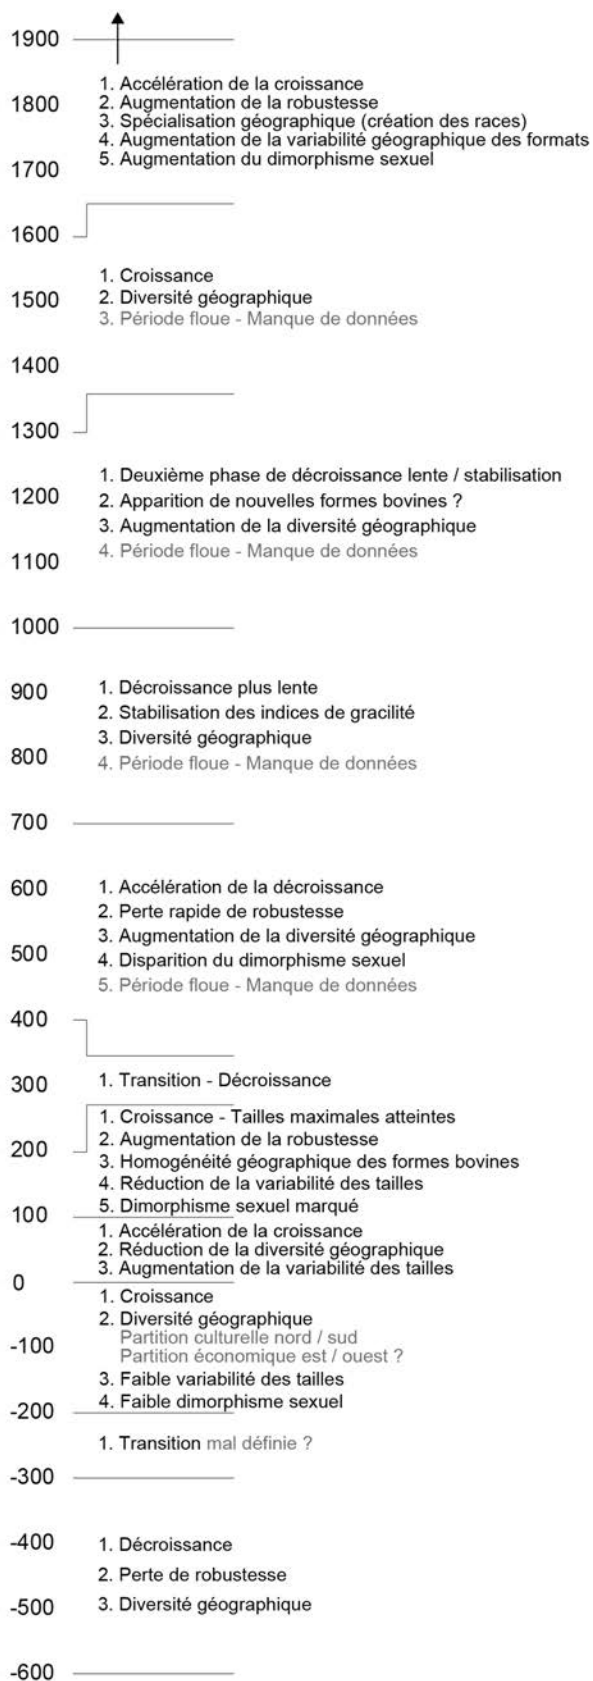 1900
1. Accélération de la croissance
1800
2. Augmentation de la robustesse
3. Spécialisation géographique (création des races)
4. Augmentation de la variabilité géographique des formats
1700
5. Augmentation du dimorphisme sexuel
1600
1. Croissance
1500
2. Diversité géographique
3. Période floue - Manque de données
1400
1300
1. Deuxième phase de décroissance lente / stabilisation
1200
2. Apparition de nouvelles formes bovines ?
3. Augmentation de la diversité géographique
1100
4. Période floue - Manque de données
1000
900
1. Décroissance plus lente
2. Stabilisation des indices de gracilité
3. Diversité géographique
800
4. Période floue - Manque de données
700
600
1. Accélération de la décroissance
2. Perte rapide de robustesse
3. Augmentation de la diversité géographique
500
4. Disparition du dimorphisme sexuel
5. Période floue - Manque de données
400
300
1. Transition - Décroissance
1. Croissance - Tailles maximales atteintes
200
2. Augmentation de la robustesse
3. Homogénéité géographique des formes bovines
4. Réduction de la variabilité des tailles
100
5. Dimorphisme sexuel marqué
1. Accélération de la croissance
2. Réduction de la diversité géographique
3. Augmentation de la variabilité des tailles
0
1. Croissance
2. Diversité géographique
Partition culturelle nord / sud
-100
Partition économique est / ouest ?
3. Faible variabilité des tailles
4. Faible dimorphisme sexuel
-200
1. Transition mal définie ?
-300
-400
1. Décroissance
2. Perte de robustesse
-500
3. Diversité géographique
-600